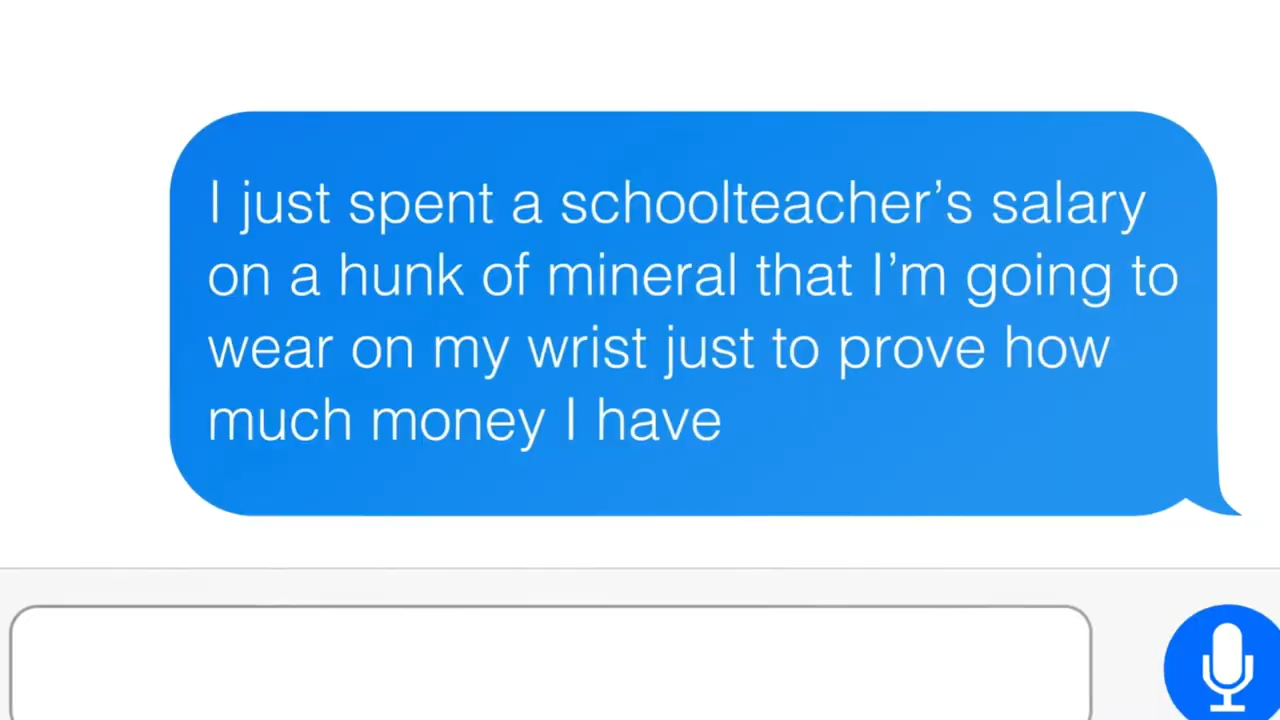 I just spent a schoolteacher’s salary
on a hunk of mineral that I’m going to
wear on my wrist just to prove how
much money I have